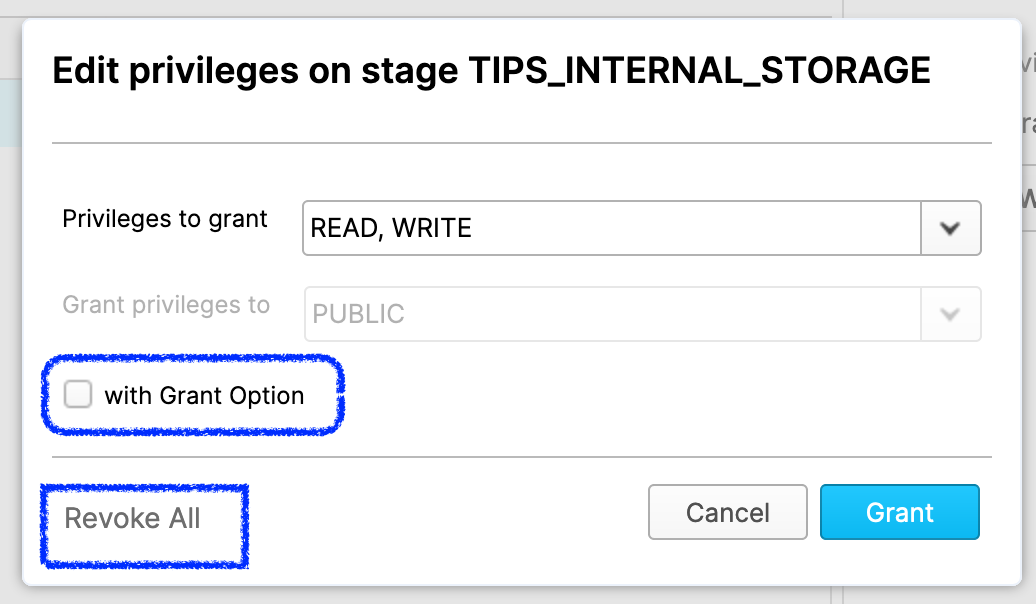 Edit privileges on stage TIPS_INTERNAL_STORAGE
Privileges to grant
READ, WRITE
Grant privileges to
PUBLIC
with Grant Option
Revoke All
Cancel
Grant